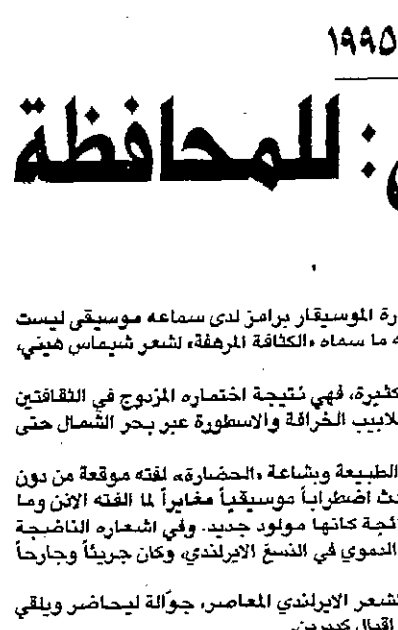 ١٩٩٥
: للمحافظة
رة الموسيقار برامز لدى سماعه موسيقى ليست
ه ما سماه «الكثافة المرهفة» لشعر شيماس هيني،
كثيرة، فهي نتيجة اختماره المزدوج في الثقافتين
لابيب الخرافة والاسطورة عبر بحر الشمال حتى
الطبيعة وبشاعة «الحضارة». لغته موقعة من دون
ث اضطراباً موسيقياً مغايراً لما الفته الاذن وما
ئجة كانها مولود جديد. وفي اشعاره الناضجة
الدموي في النسغ الايرلندي، وكان جريئاً وجارحاً
لشعر الايرلندي المعاصر، جوّالة ليحاضر ويلقي
اقبال كبيرين.